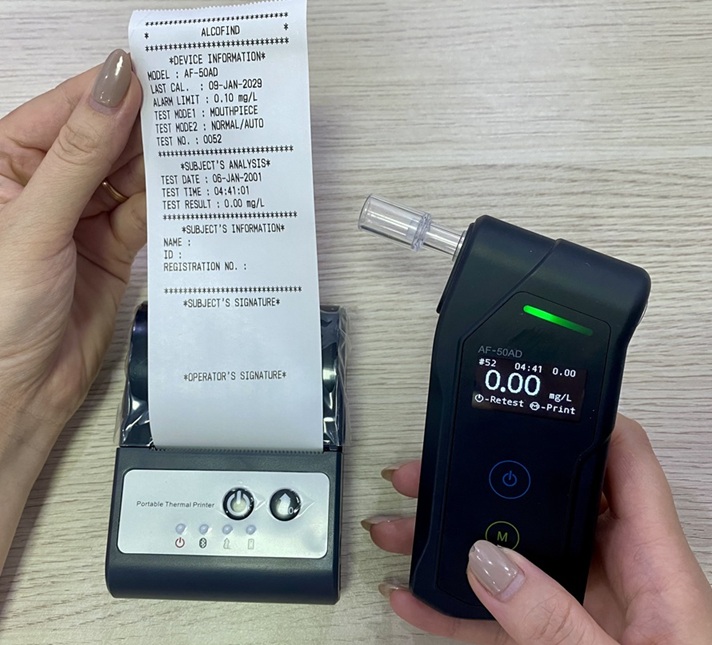 ********************************
* ALCOFIND *
********************************
*DEVICE INFORMATION*
MODEL : AF-50AD
LAST CAL. : 09-JAN-2029
ALARM LIMIT : 0.10 mg/L
TEST MODE1 : MOUTHPIECE
TEST MODE2 : NORMAL/AUTO
TEST NO. : 0052
********************************
*SUBJECT'S ANALYSIS*
TEST DATE : 06-JAN-2001
TEST TIME : 04:41:01
TEST RESULT : 0.00 mg/L
********************************
*SUBJECT'S INFORMATION*
NAME :
ID :
REGISTRATION NO. :
********************************
*SUBJECT'S SIGNATURE*
*OPERATOR'S SIGNATURE*
Portable Thermal Printer
AF-50AD
#52 04:41 0.00
0.00 mg/L
-Retest -Print
M